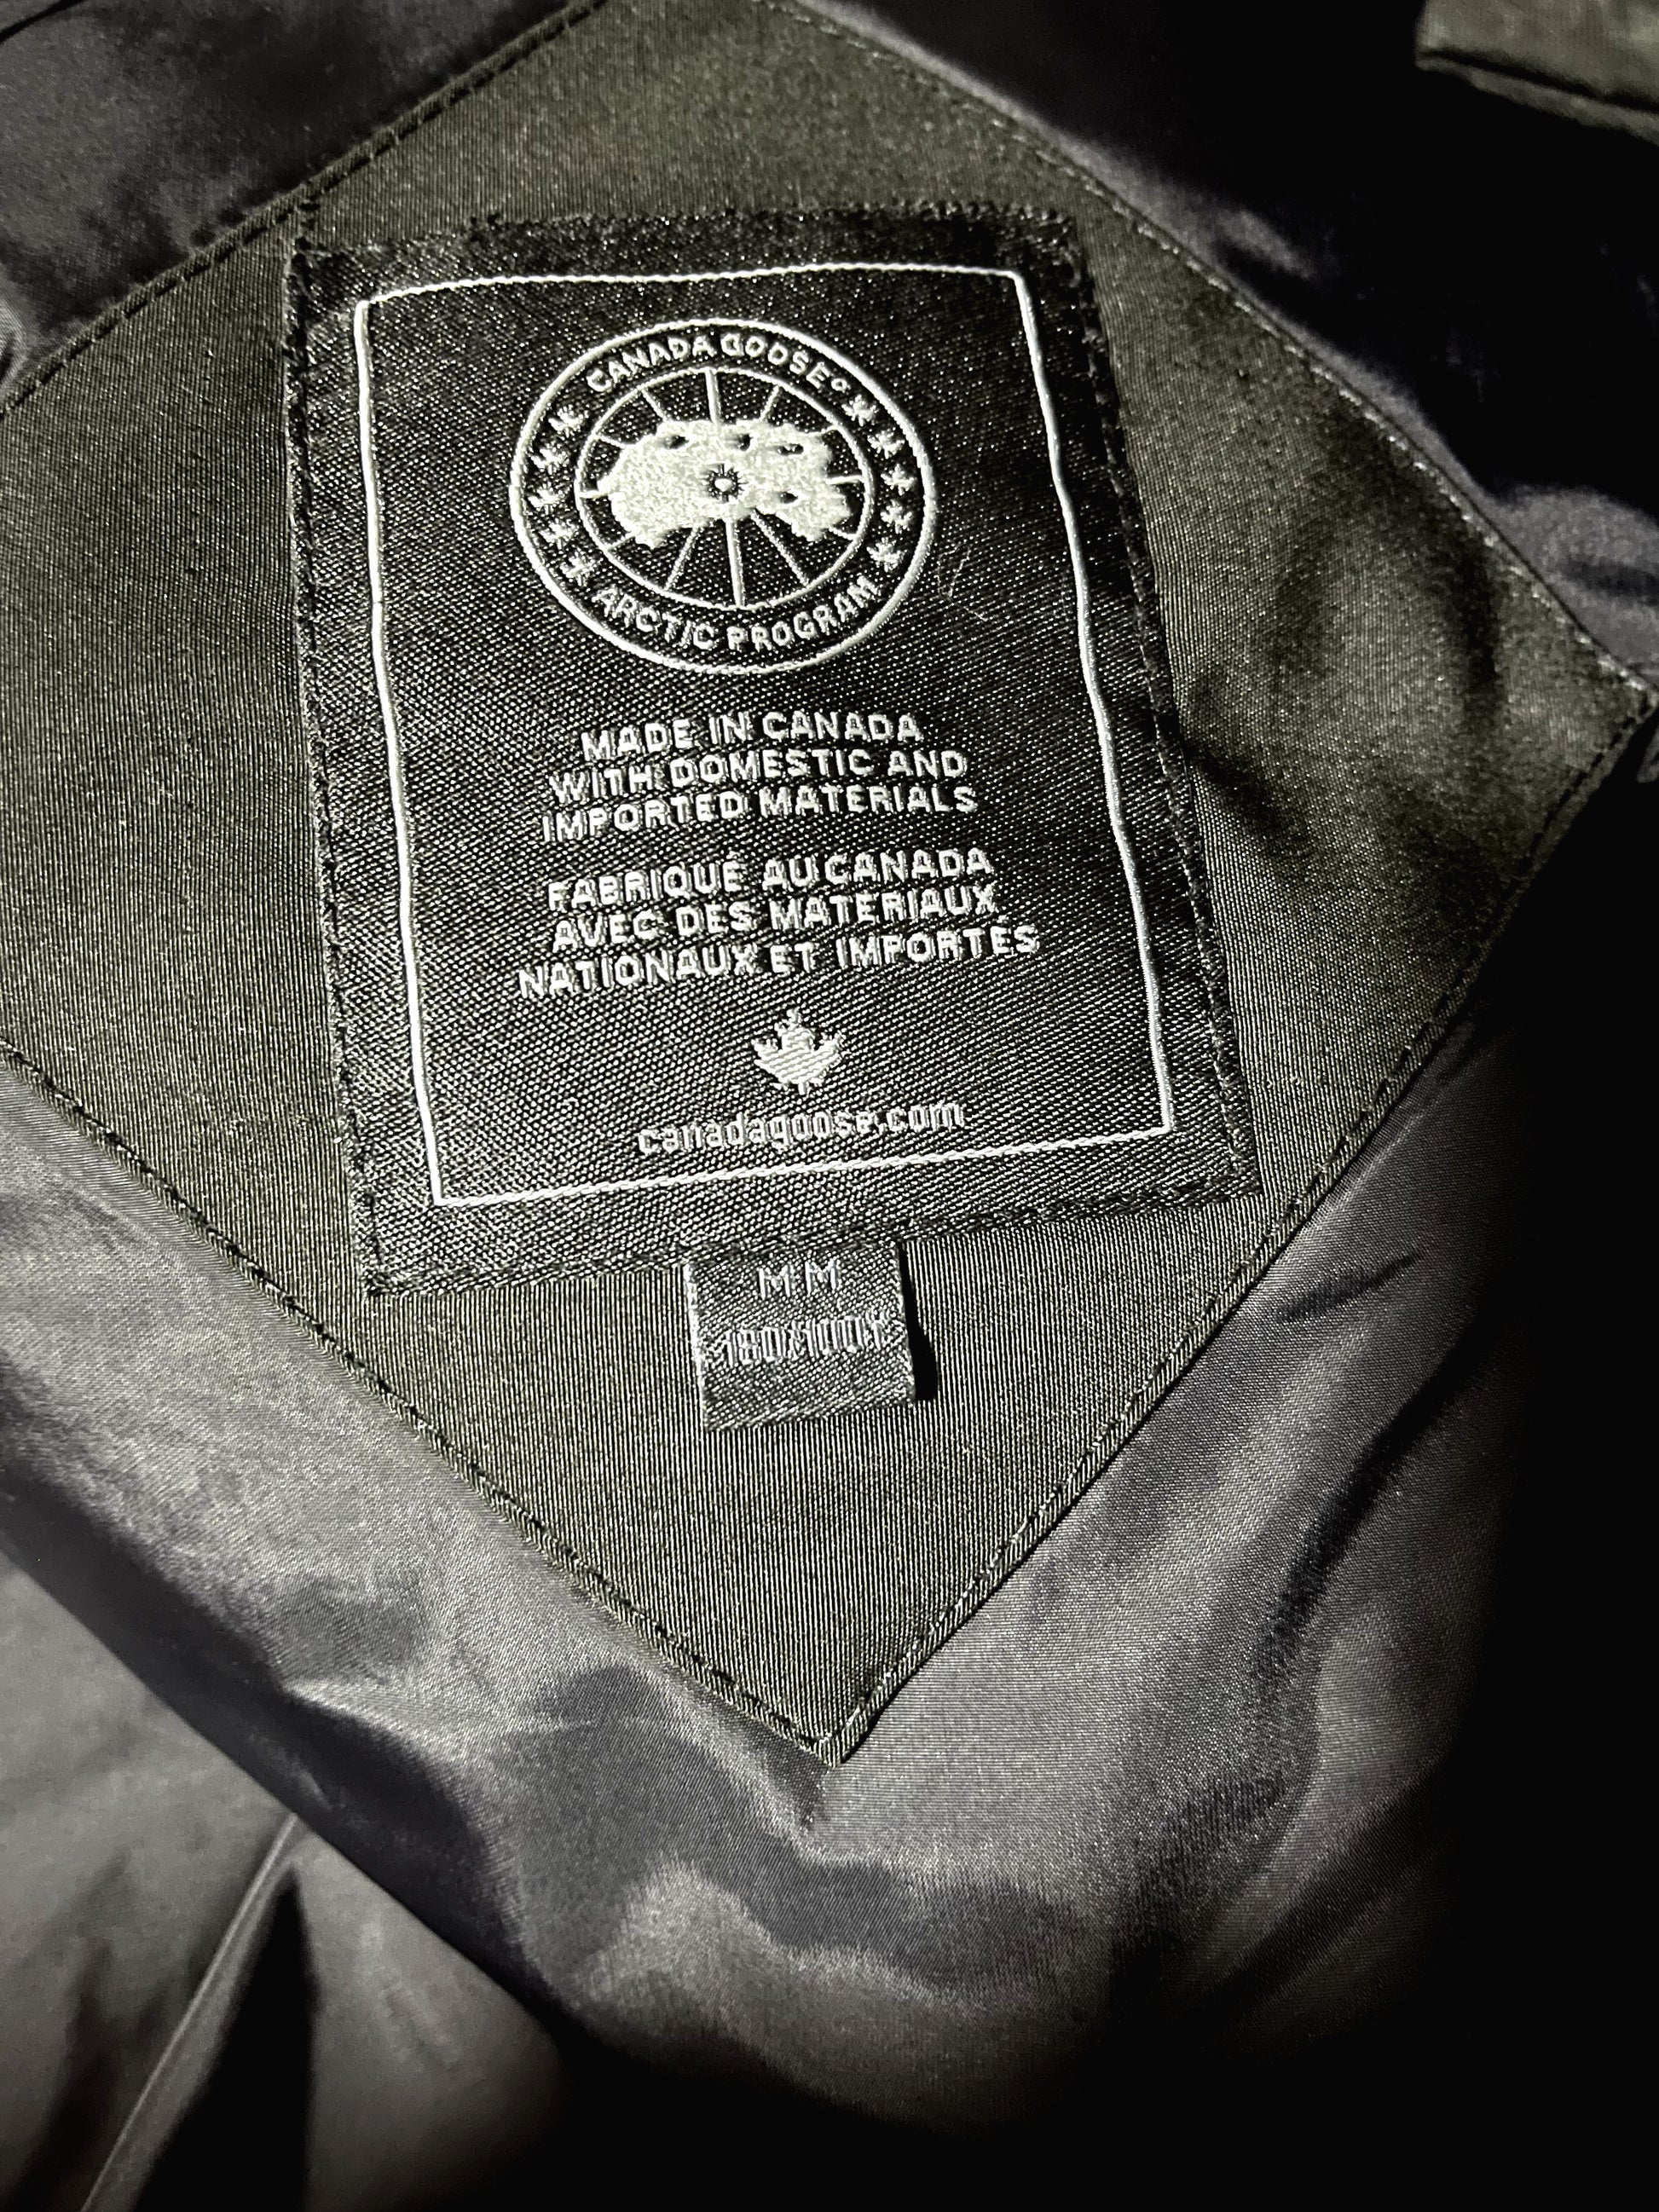 CANADA GOOSE®
ARCTIC PROGRAM
MADE IN CANADA
WITH DOMESTIC AND
IMPORTED MATERIALS
FABRIQUÉ AU CANADA
AVEC DES MATERIAUX
NATIONAUX ET IMPORTÉS
canadagoose.com
M M